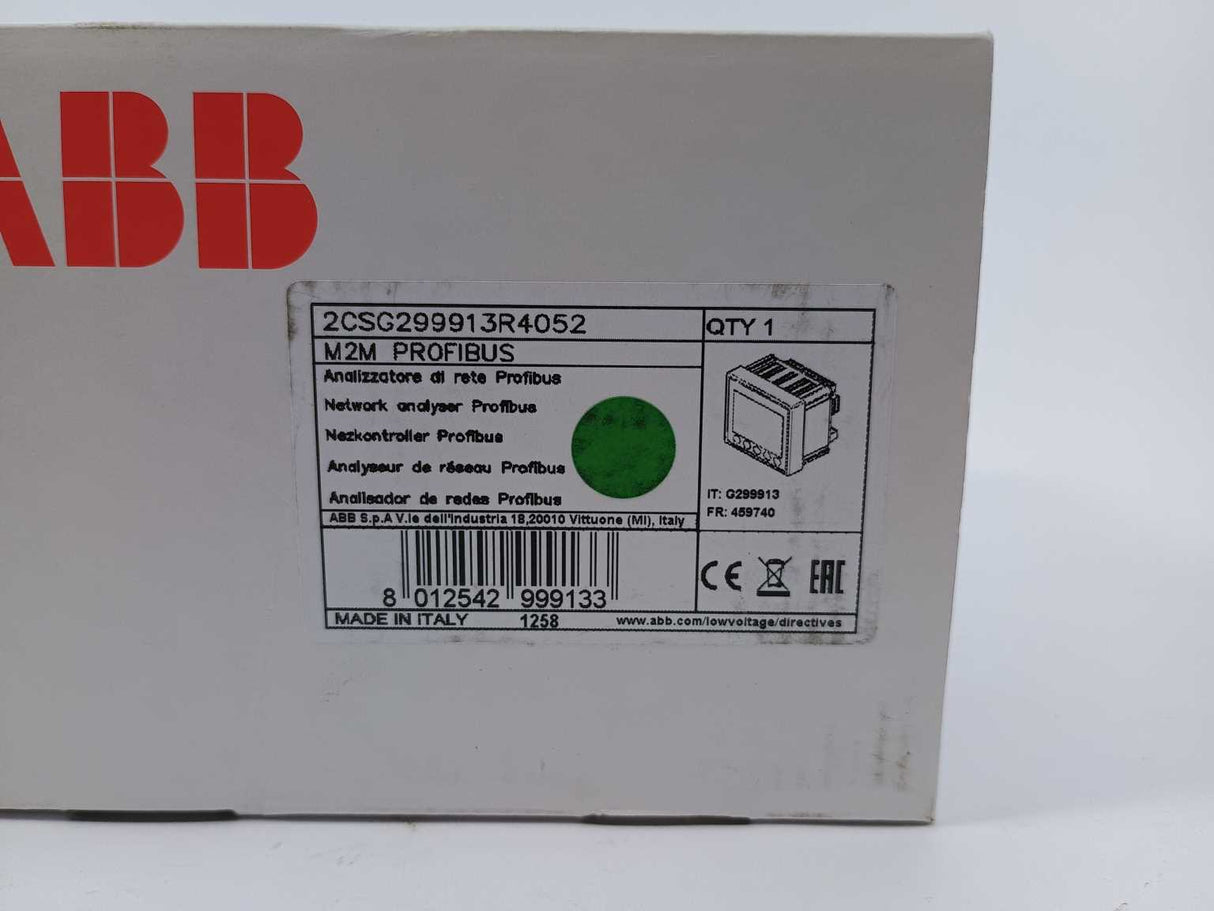 ABB
2CSG299913R4052
QTY 1
M2M PROFIBUS
Analizzatore di rete Profibus
Network analyser Profibus
Nezkontroller Profibus
Analyseur de réseau Profibus
Analisador de redes Profibus
IT: G299913
FR: 459740
ABB S.p.A V.le dell'Industria 18,20010 Vittuone (MI), Italy
8 012542 999133
CE EAC
MADE IN ITALY 1258 www.abb.com/lowvoltage/directives